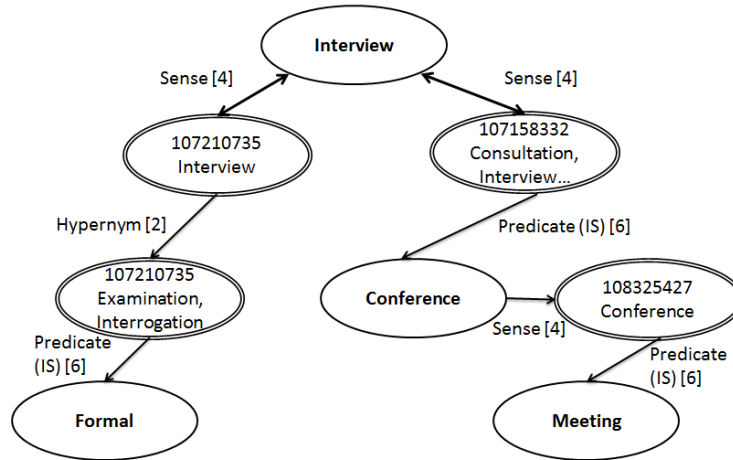 Interview
Sense [4]
Sense [4]
107210735
Interview
107158332
Consultation,
Interview...
Hypernym [2]
Predicate (IS) [6]
107210735
Examination,
Interrogation
Conference
Sense [4]
108325427
Conference
Predicate
(IS) [6]
Predicate
(IS) [6]
Formal
Meeting